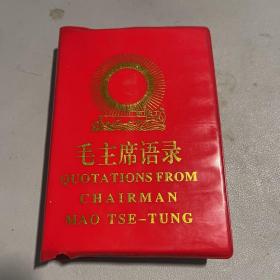 毛主席语录
QUOTATIONS FROM
CHAIRMAN
MAO TSE-TUNG